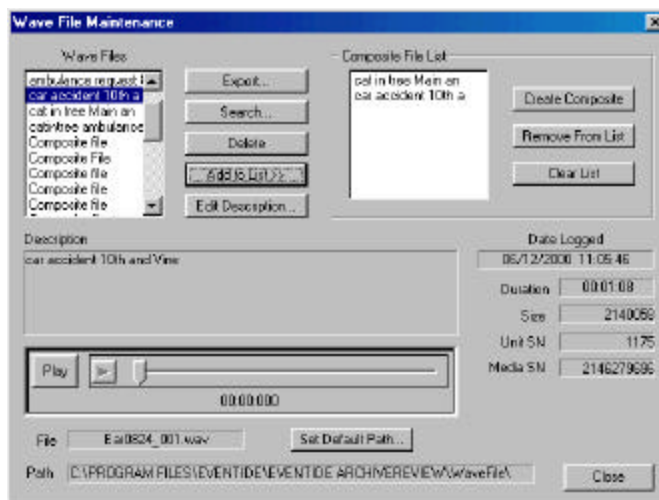 Wave File Maintenance
Wave Files
ambulance request
car accident 10th a
cat in tree Main an
catintree ambulance
Composite file
Composite File
Composite file
Composite file
Composite file
Export...
Search...
Delete
Add to List >>
Edit Description...
Composite File List
cat in tree Main an
car accident 10th a
Create Composite
Remove From List
Clear List
Description
car accident 10th and Vine
Date Logged
06/12/2000 11:05:46
Duration 00:01:08
Size
Unit SN 1175
Media SN 2146279686
Play
00:00:000
File Ear0824_001.wav
Set Default Path...
Path C:\PROGRAM FILES\EVENTIDE\EVENTIDE ARCHIVEREVIEW\WaveFile\
Close